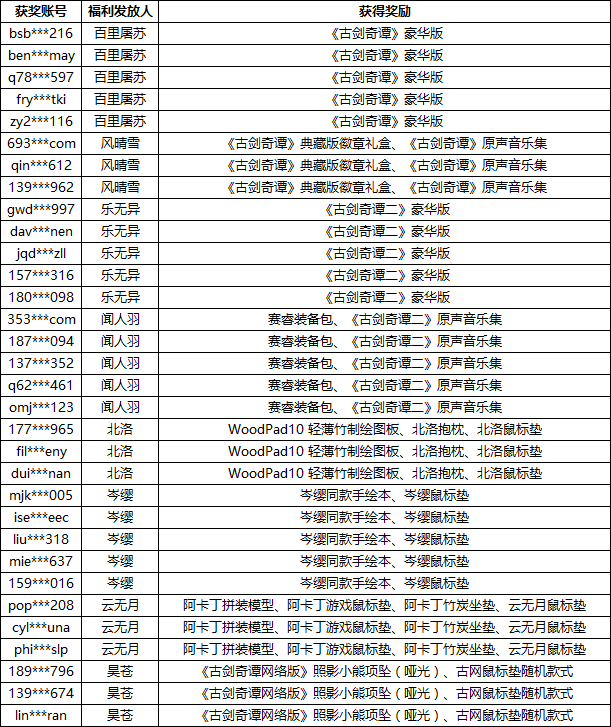 获奖账号 福利发放人 获得奖励
bsb***216 百里屠苏 《古剑奇谭》豪华版
ben***may 百里屠苏 《古剑奇谭》豪华版
q78***597 百里屠苏 《古剑奇谭》豪华版
fry***tki 百里屠苏 《古剑奇谭》豪华版
zy2***116 百里屠苏 《古剑奇谭》豪华版
693***com 风晴雪 《古剑奇谭》典藏版徽章礼盒、《古剑奇谭》原声音乐集
qin***612 风晴雪 《古剑奇谭》典藏版徽章礼盒、《古剑奇谭》原声音乐集
139***962 风晴雪 《古剑奇谭》典藏版徽章礼盒、《古剑奇谭》原声音乐集
gwd***997 乐无异 《古剑奇谭二》豪华版
dav***nen 乐无异 《古剑奇谭二》豪华版
jqd***zll 乐无异 《古剑奇谭二》豪华版
157***316 乐无异 《古剑奇谭二》豪华版
180***098 乐无异 《古剑奇谭二》豪华版
353***com 闻人羽 赛睿装备包、《古剑奇谭二》原声音乐集
187***094 闻人羽 赛睿装备包、《古剑奇谭二》原声音乐集
137***352 闻人羽 赛睿装备包、《古剑奇谭二》原声音乐集
q62***461 闻人羽 赛睿装备包、《古剑奇谭二》原声音乐集
omj***123 闻人羽 赛睿装备包、《古剑奇谭二》原声音乐集
177***965 北洛 WoodPad10 轻薄竹制绘图板、北洛抱枕、北洛鼠标垫
fil***eny 北洛 WoodPad10 轻薄竹制绘图板、北洛抱枕、北洛鼠标垫
dui***nan 北洛 WoodPad10 轻薄竹制绘图板、北洛抱枕、北洛鼠标垫
mjk***005 岑缨 岑缨同款手绘本、岑缨鼠标垫
ise***eec 岑缨 岑缨同款手绘本、岑缨鼠标垫
liu***318 岑缨 岑缨同款手绘本、岑缨鼠标垫
mie***637 岑缨 岑缨同款手绘本、岑缨鼠标垫
159***016 岑缨 岑缨同款手绘本、岑缨鼠标垫
pop***208 云无月 阿卡丁拼装模型、阿卡丁游戏鼠标垫、阿卡丁竹炭坐垫、云无月鼠标垫
cyl***una 云无月 阿卡丁拼装模型、阿卡丁游戏鼠标垫、阿卡丁竹炭坐垫、云无月鼠标垫
phi***slp 云无月 阿卡丁拼装模型、阿卡丁游戏鼠标垫、阿卡丁竹炭坐垫、云无月鼠标垫
189***796 昊苍 《古剑奇谭网络版》照影小熊项坠（哑光）、古网鼠标垫随机款式
139***674 昊苍 《古剑奇谭网络版》照影小熊项坠（哑光）、古网鼠标垫随机款式
lin***ran 昊苍 《古剑奇谭网络版》照影小熊项坠（哑光）、古网鼠标垫随机款式